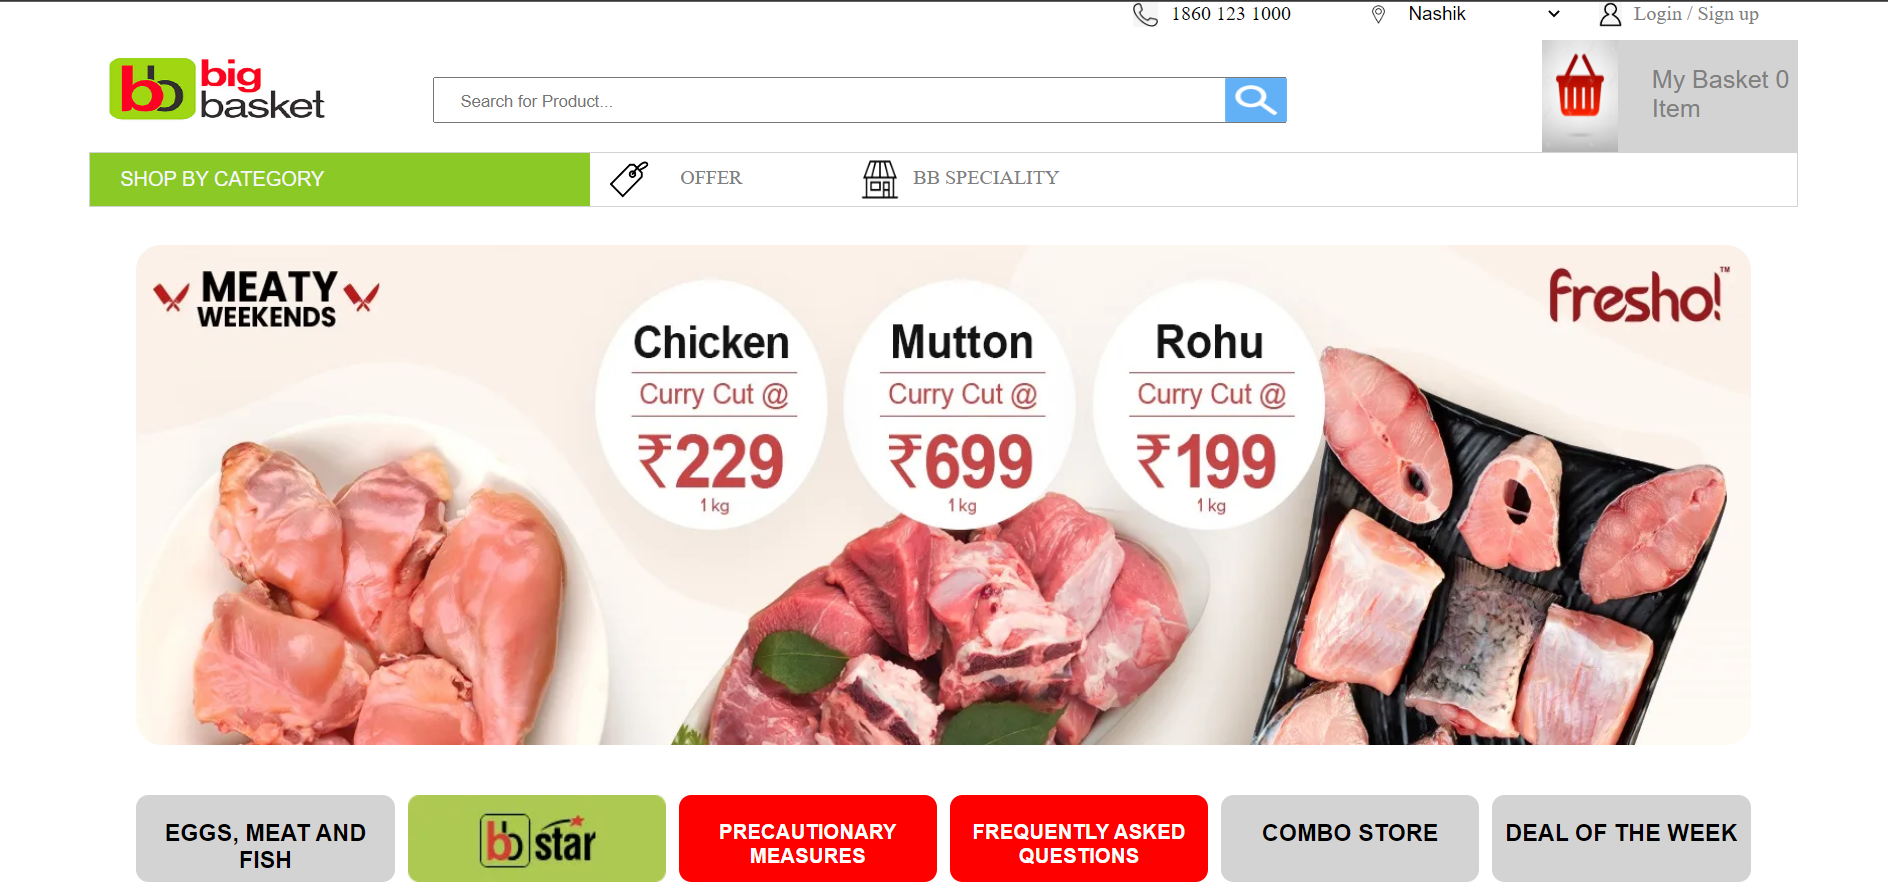 1860 123 1000
Nashik
Login / Sign up
bb big
basket
Search for Product...
My Basket 0
Item
SHOP BY CATEGORY
OFFER
BB SPECIALITY
MEATY
WEEKENDS
Chicken
Curry Cut @
₹229
1 kg
Mutton
Curry Cut @
₹699
1 kg
Rohu
Curry Cut @
₹199
1 kg
fresho!™
EGGS, MEAT AND
FISH
bb star
PRECAUTIONARY
MEASURES
FREQUENTLY ASKED
QUESTIONS
COMBO STORE
DEAL OF THE WEEK